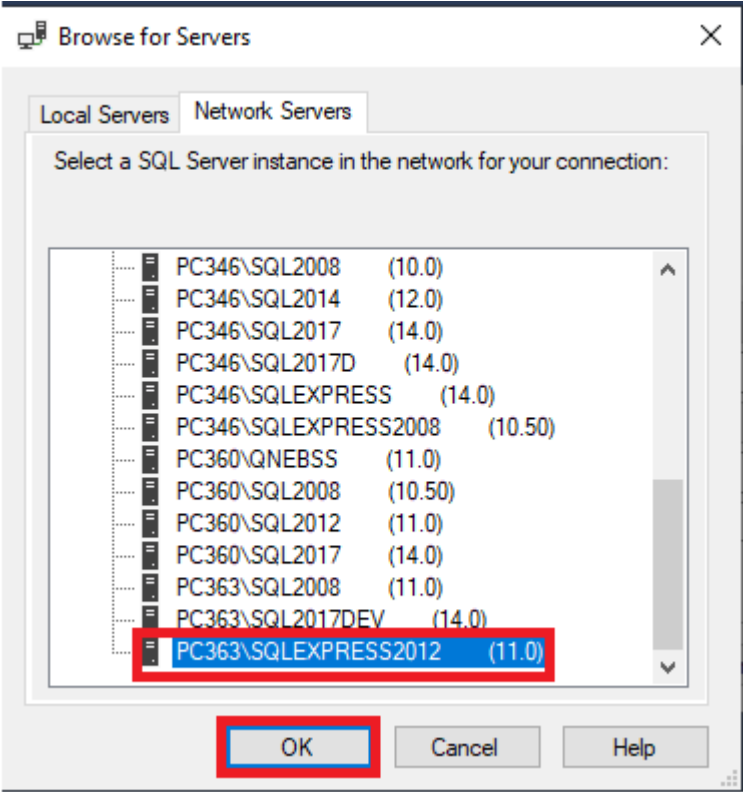 Browse for Servers
Local Servers Network Servers
Select a SQL Server instance in the network for your connection:
PC346\SQL2008 (10.0)
PC346\SQL2014 (12.0)
PC346\SQL2017 (14.0)
PC346\SQL2017D (14.0)
PC346\SQLEXPRESS (14.0)
PC346\SQLEXPRESS2008 (10.50)
PC360\QNEBSS (11.0)
PC360\SQL2008 (10.50)
PC360\SQL2012 (11.0)
PC360\SQL2017 (14.0)
PC363\SQL2008 (11.0)
PC363\SQL2017DEV (14.0)
PC363\SQLEXPRESS2012 (11.0)
OK Cancel Help